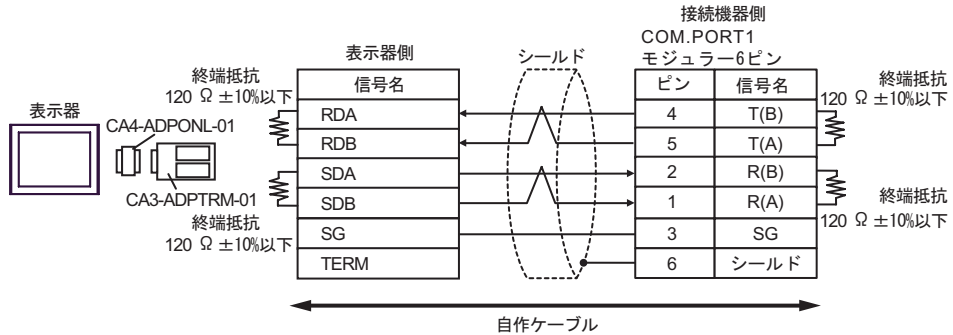 接続機器側
COM.PORT1
モジュラー6ピン
表示器側
シールド
終端抵抗
120 Ω ±10%以下
信号名
ピン 信号名
終端抵抗
120 Ω ±10%以下
表示器
CA4-ADPONL-01
CA3-ADPTRM-01
RDA 4 T(B)
RDB 5 T(A)
SDA 2 R(B)
SDB 1 R(A)
SG 3 SG
TERM 6 シールド
終端抵抗
120 Ω ±10%以下
終端抵抗
120 Ω ±10%以下
自作ケーブル